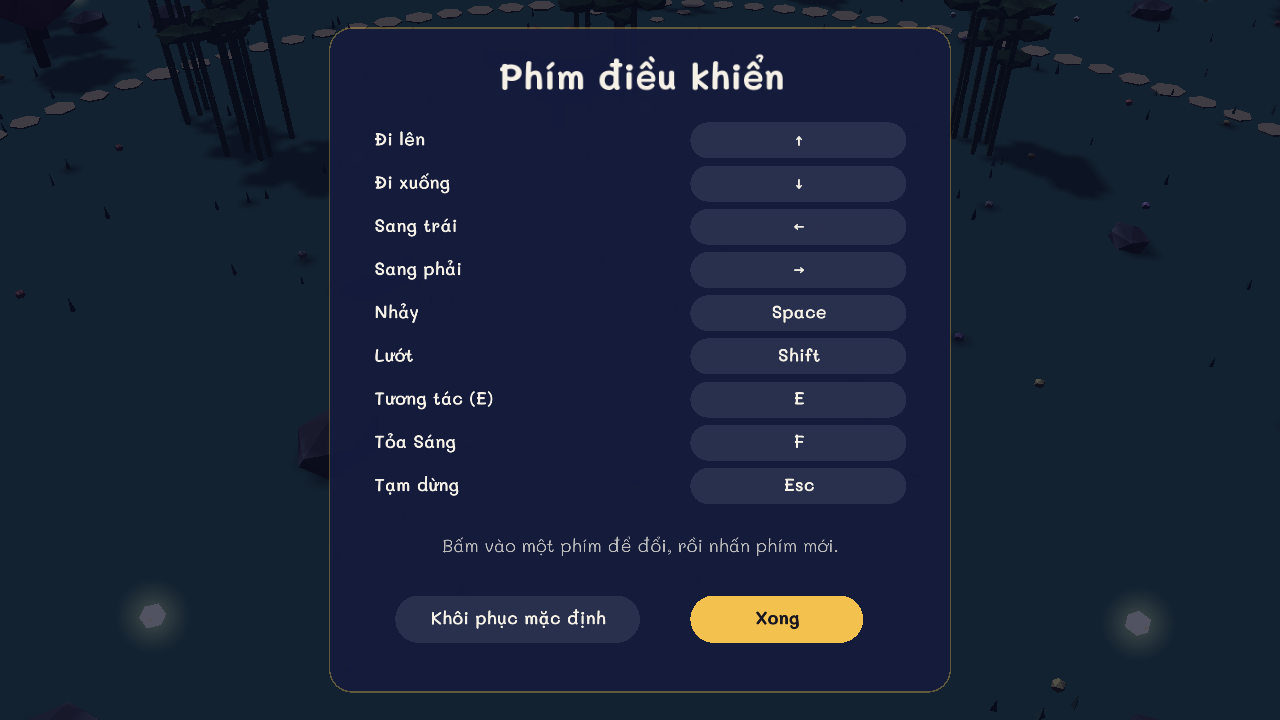 Phím điều khiển
Đi lên ↑
Đi xuống ↓
Sang trái ←
Sang phải →
Nhảy Space
Lướt Shift
Tương tác (E) E
Tỏa Sáng F
Tạm dừng Esc
Bấm vào một phím để đổi, rồi nhấn phím mới.
Khôi phục mặc định Xong